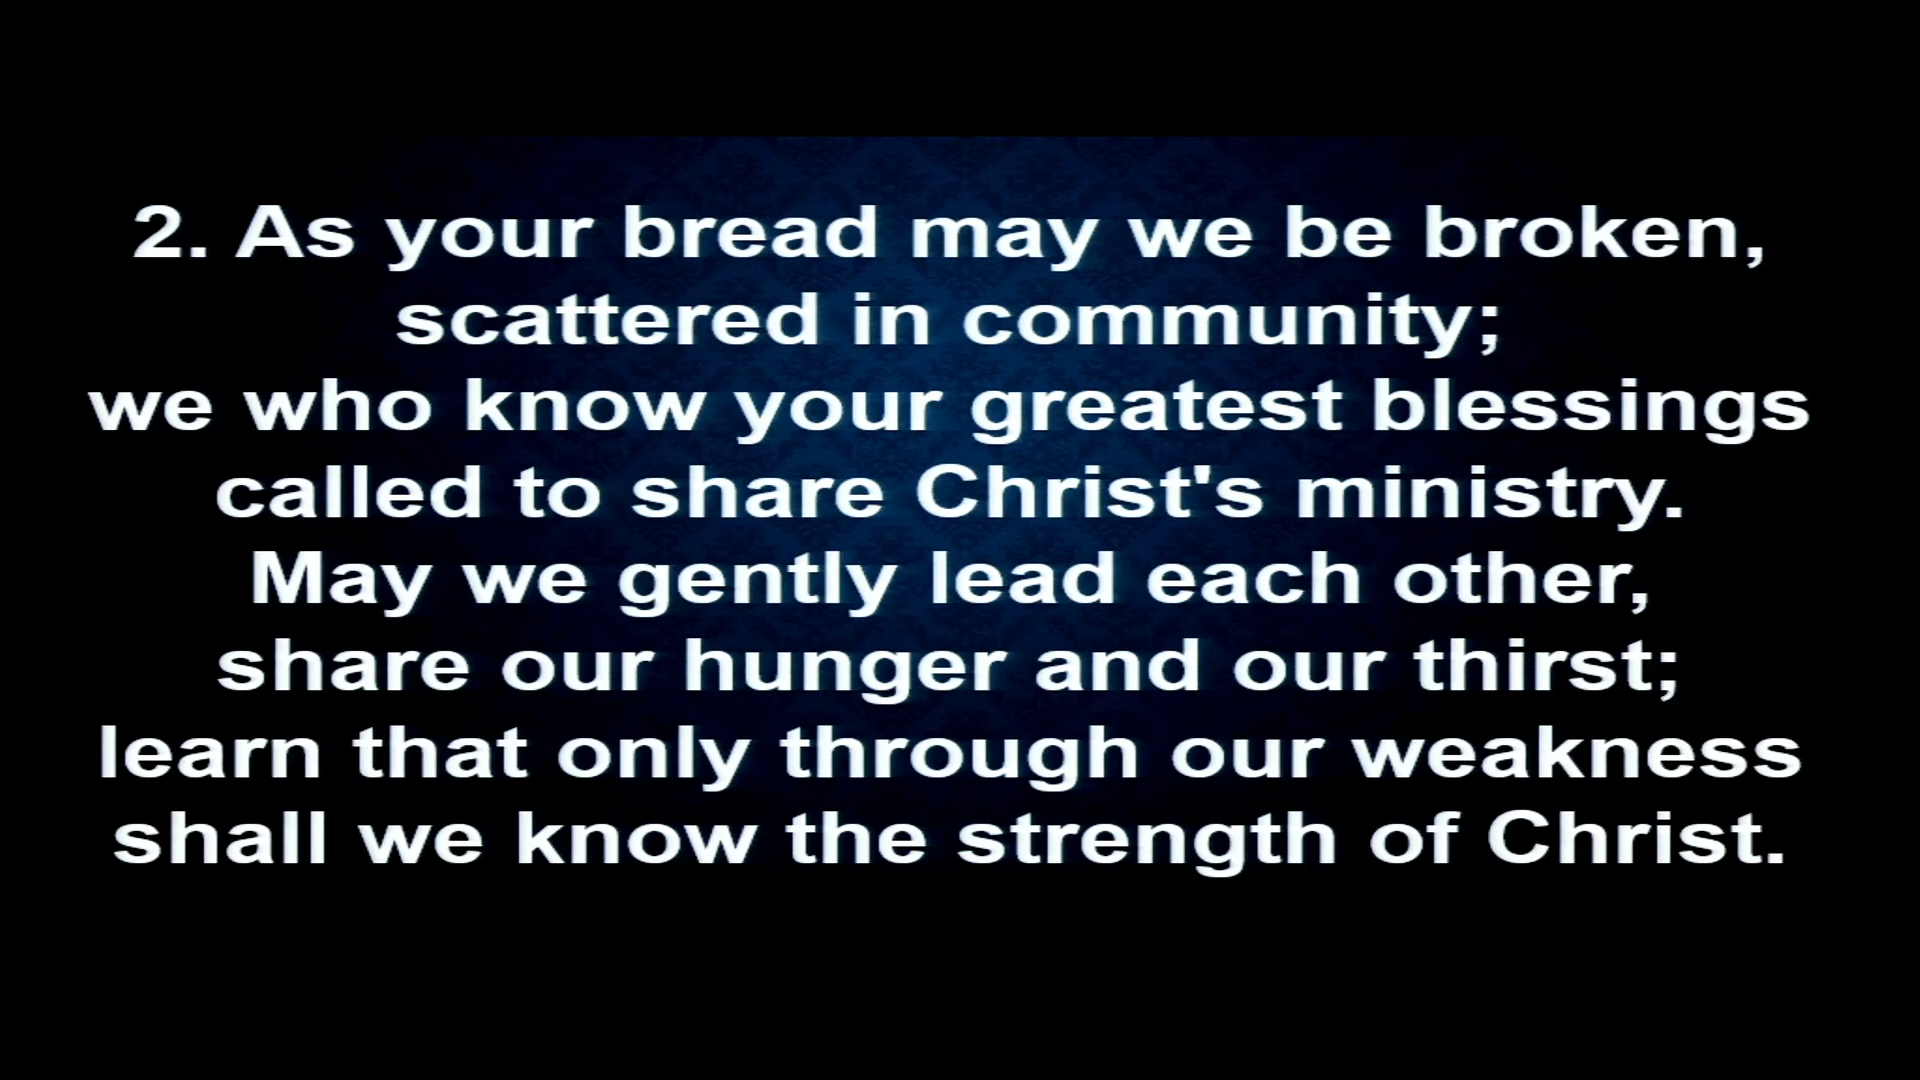 2. As your bread may we be broken,
scattered in community;
we who know your greatest blessings
called to share Christ's ministry.
May we gently lead each other,
share our hunger and our thirst;
learn that only through our weakness
shall we know the strength of Christ.